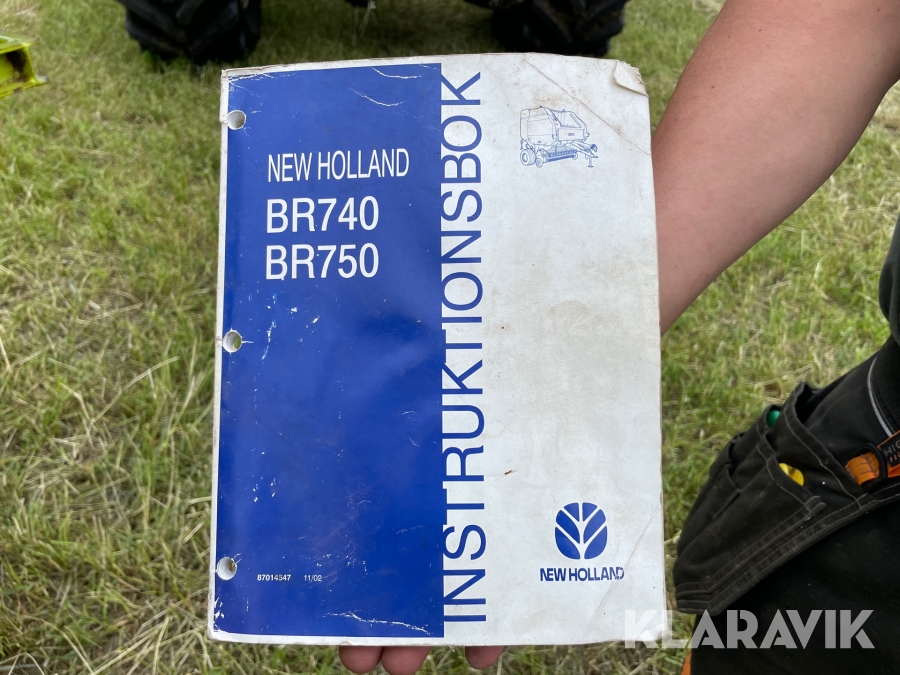 NEW HOLLAND
BR740
BR750
INSTRUKTIONSBOK
87014547 11/02
NEW HOLLAND
KLARAVIK